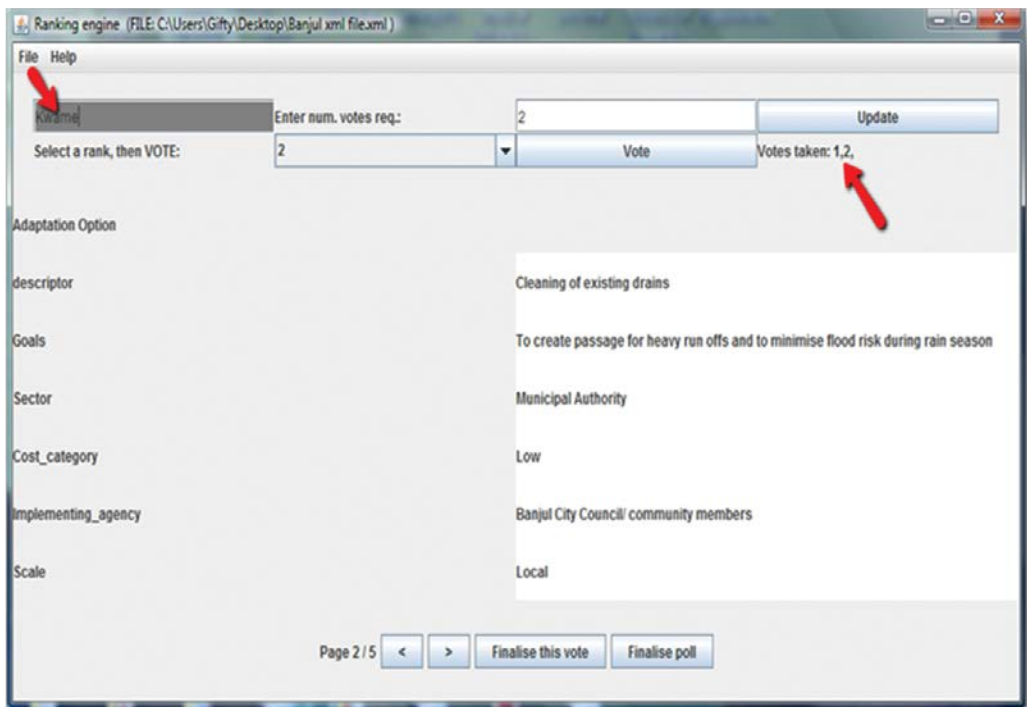 Ranking engine (FILE: C:\Users\Gifty\Desktop\Banjul xml file.xml )
File Help
Kwame Enter num. votes req.: 2 Update
Select a rank, then VOTE: 2 Vote Votes taken: 1,2,
Adaptation Option
descriptor Cleaning of existing drains
Goals To create passage for heavy run offs and to minimise flood risk during rain season
Sector Municipal Authority
Cost_category Low
Implementing_agency Banjul City Council/ community members
Scale Local
Page 2 / 5 < > Finalise this vote Finalise poll